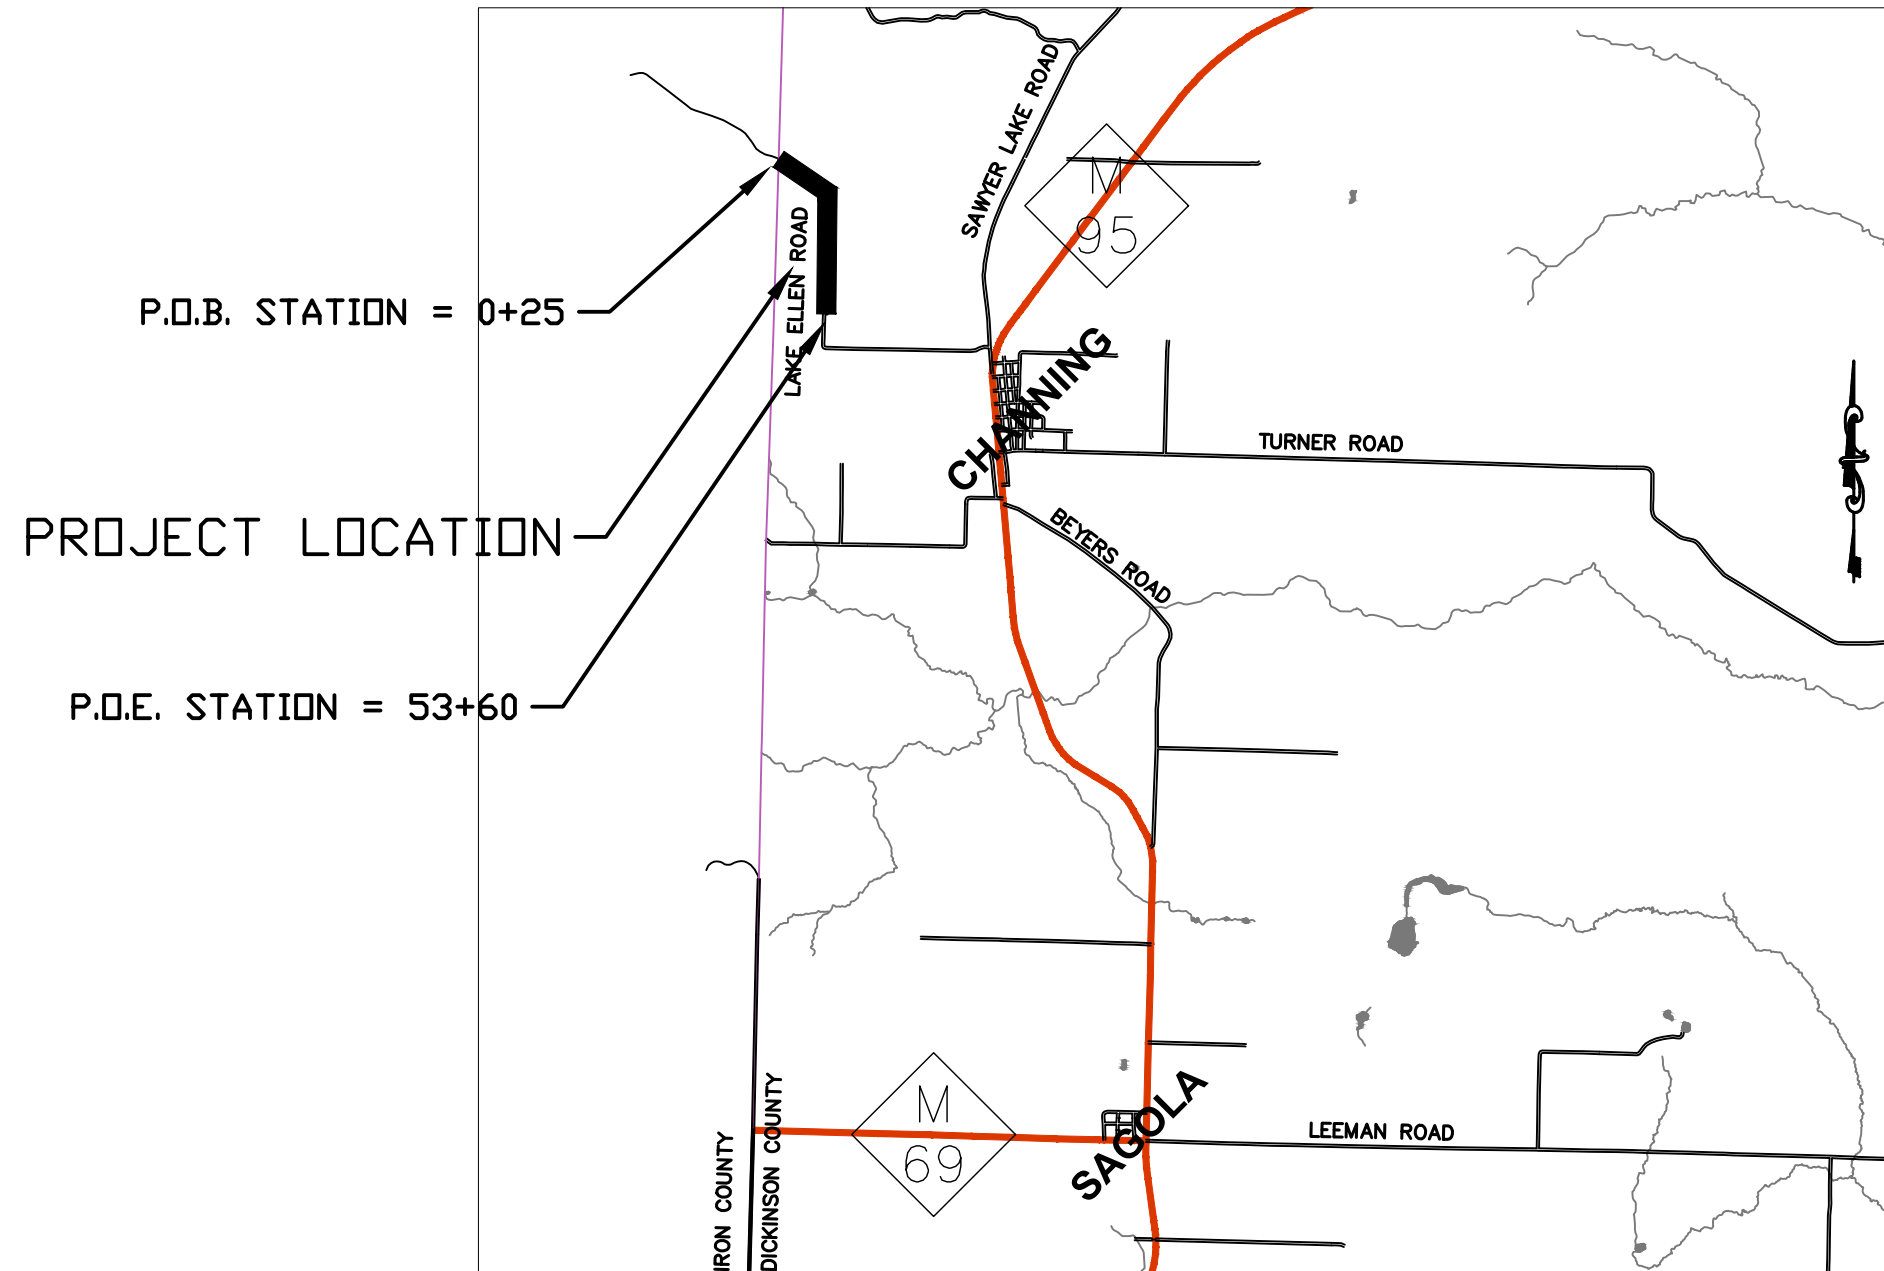 SAWYER LAKE ROAD
M
95
LAKE ELLEN ROAD
P.O.B. STATION = 0+25
CHANNING
TURNER ROAD
PROJECT LOCATION
BEYERS ROAD
P.O.E. STATION = 53+60
M
69
SAGOLA
LEEMAN ROAD
IRON COUNTY
DICKINSON COUNTY